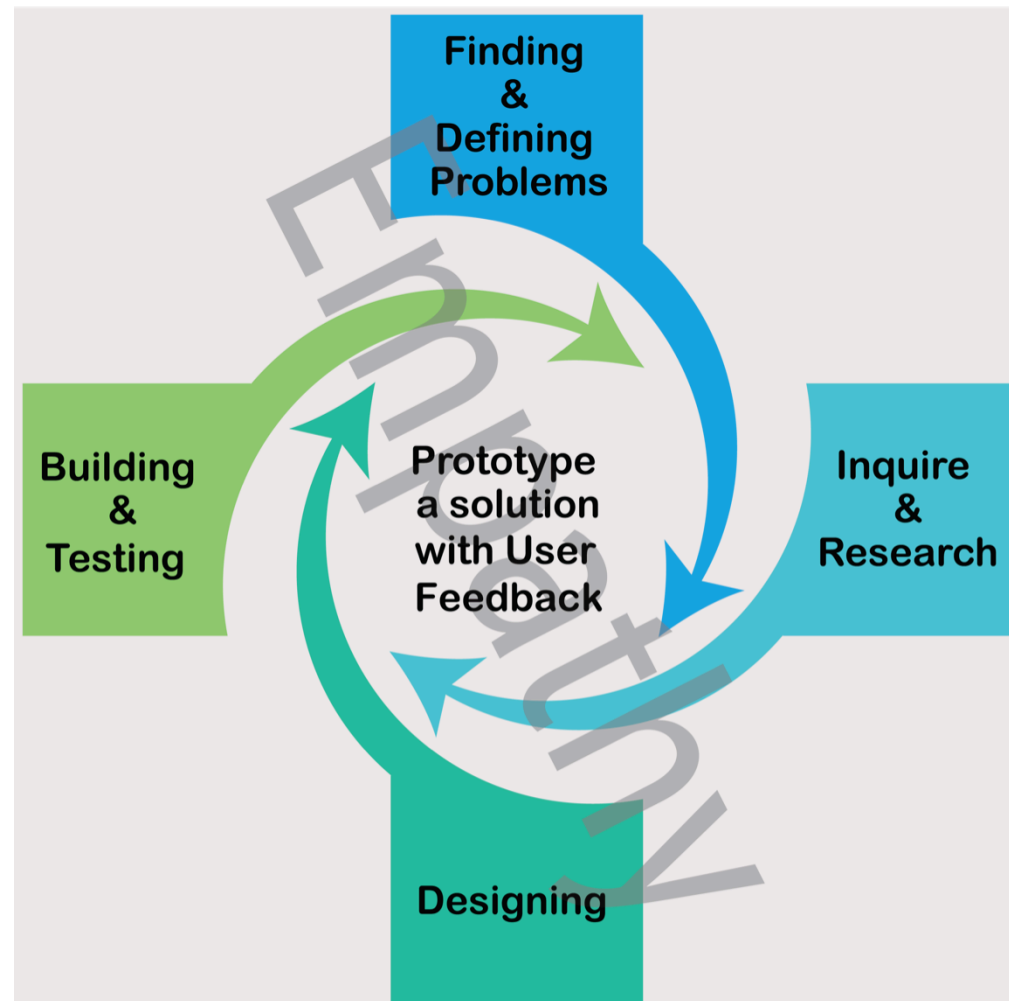 Finding
&
Defining
Problems
Building
&
Testing
Prototype
a solution
with User
Feedback
Inquire
&
Research
Designing
Empathy